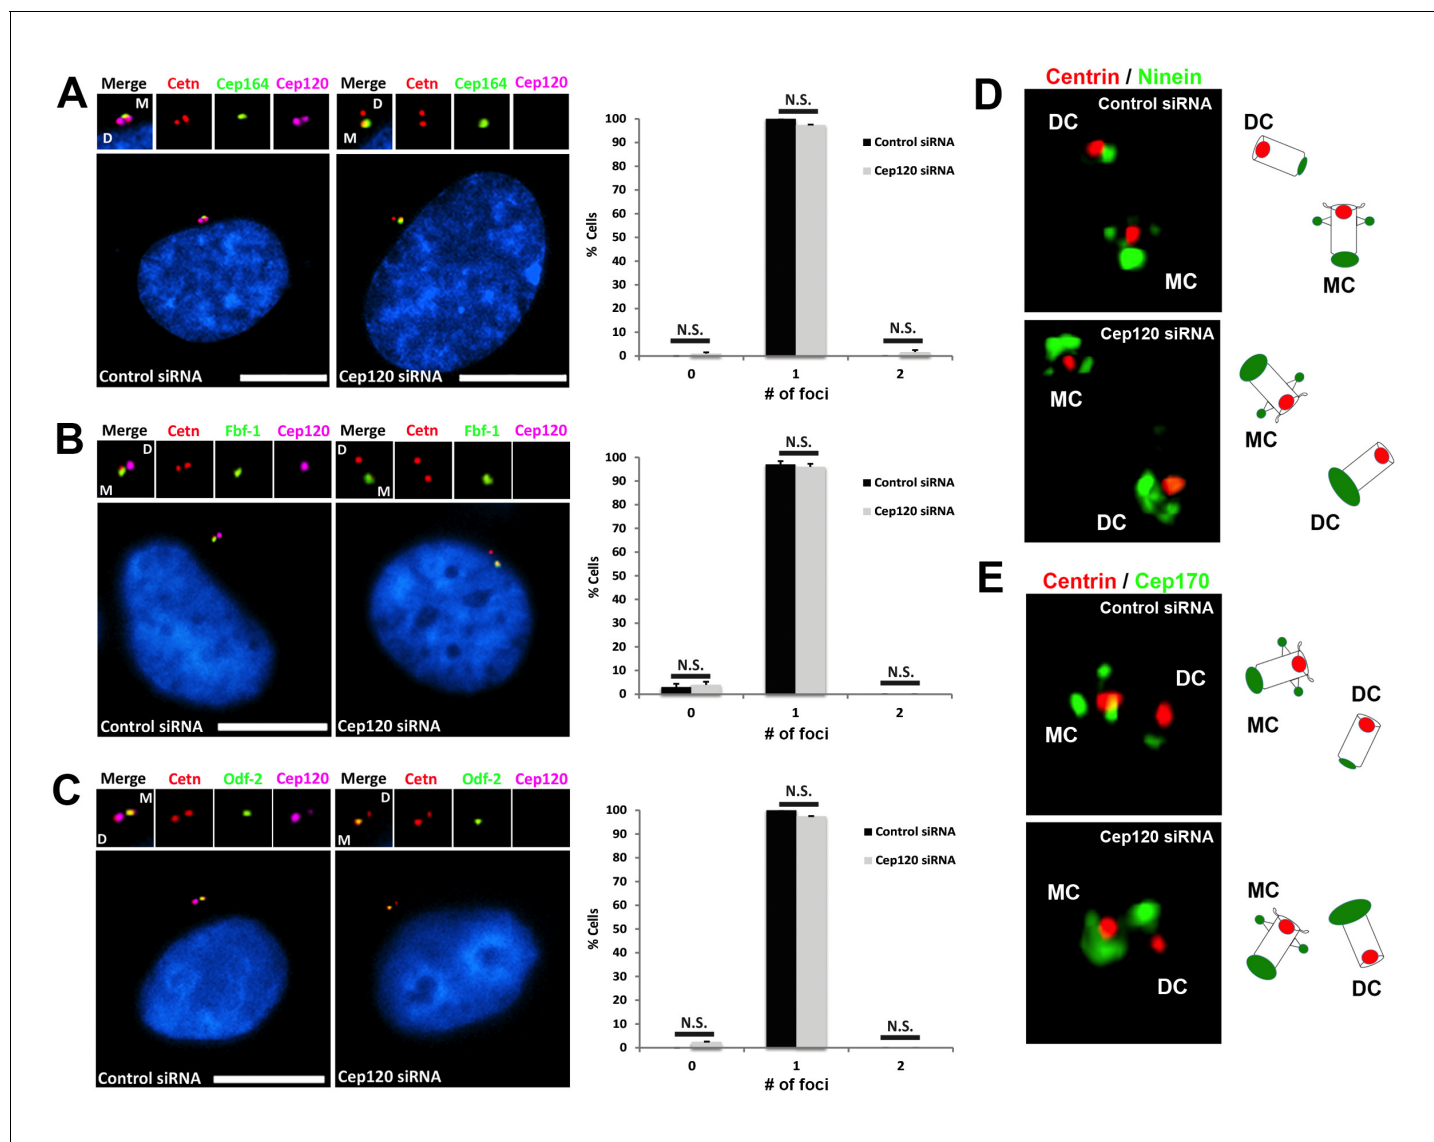 A
Merge Cetn Cep164 Cep120 Merge Cetn Cep164 Cep120
M
D
D
M
Control siRNA
Cep120 siRNA
% Cells
100
90
80
70
60
50
40
30
20
10
0
N.S.
N.S.
N.S.
Control siRNA
Cep120 siRNA
0 1 2
# of foci
B
Merge Cetn Fbf-1 Cep120 Merge Cetn Fbf-1 Cep120
D
M
D
M
Control siRNA
Cep120 siRNA
% Cells
100
90
80
70
60
50
40
30
20
10
0
N.S.
N.S.
N.S.
Control siRNA
Cep120 siRNA
0 1 2
# of foci
C
Merge Cetn Odf-2 Cep120 Merge Cetn Odf-2 Cep120
M
D
D
M
Control siRNA
Cep120 siRNA
% Cells
100
90
80
70
60
50
40
30
20
10
0
N.S.
N.S.
N.S.
Control siRNA
Cep120 siRNA
0 1 2
# of foci
D
Centrin / Ninein
Control siRNA
DC
MC
DC
MC
Cep120 siRNA
MC
DC
MC
DC
E
Centrin / Cep170
Control siRNA
DC
MC
MC
DC
Cep120 siRNA
MC
DC
MC
DC